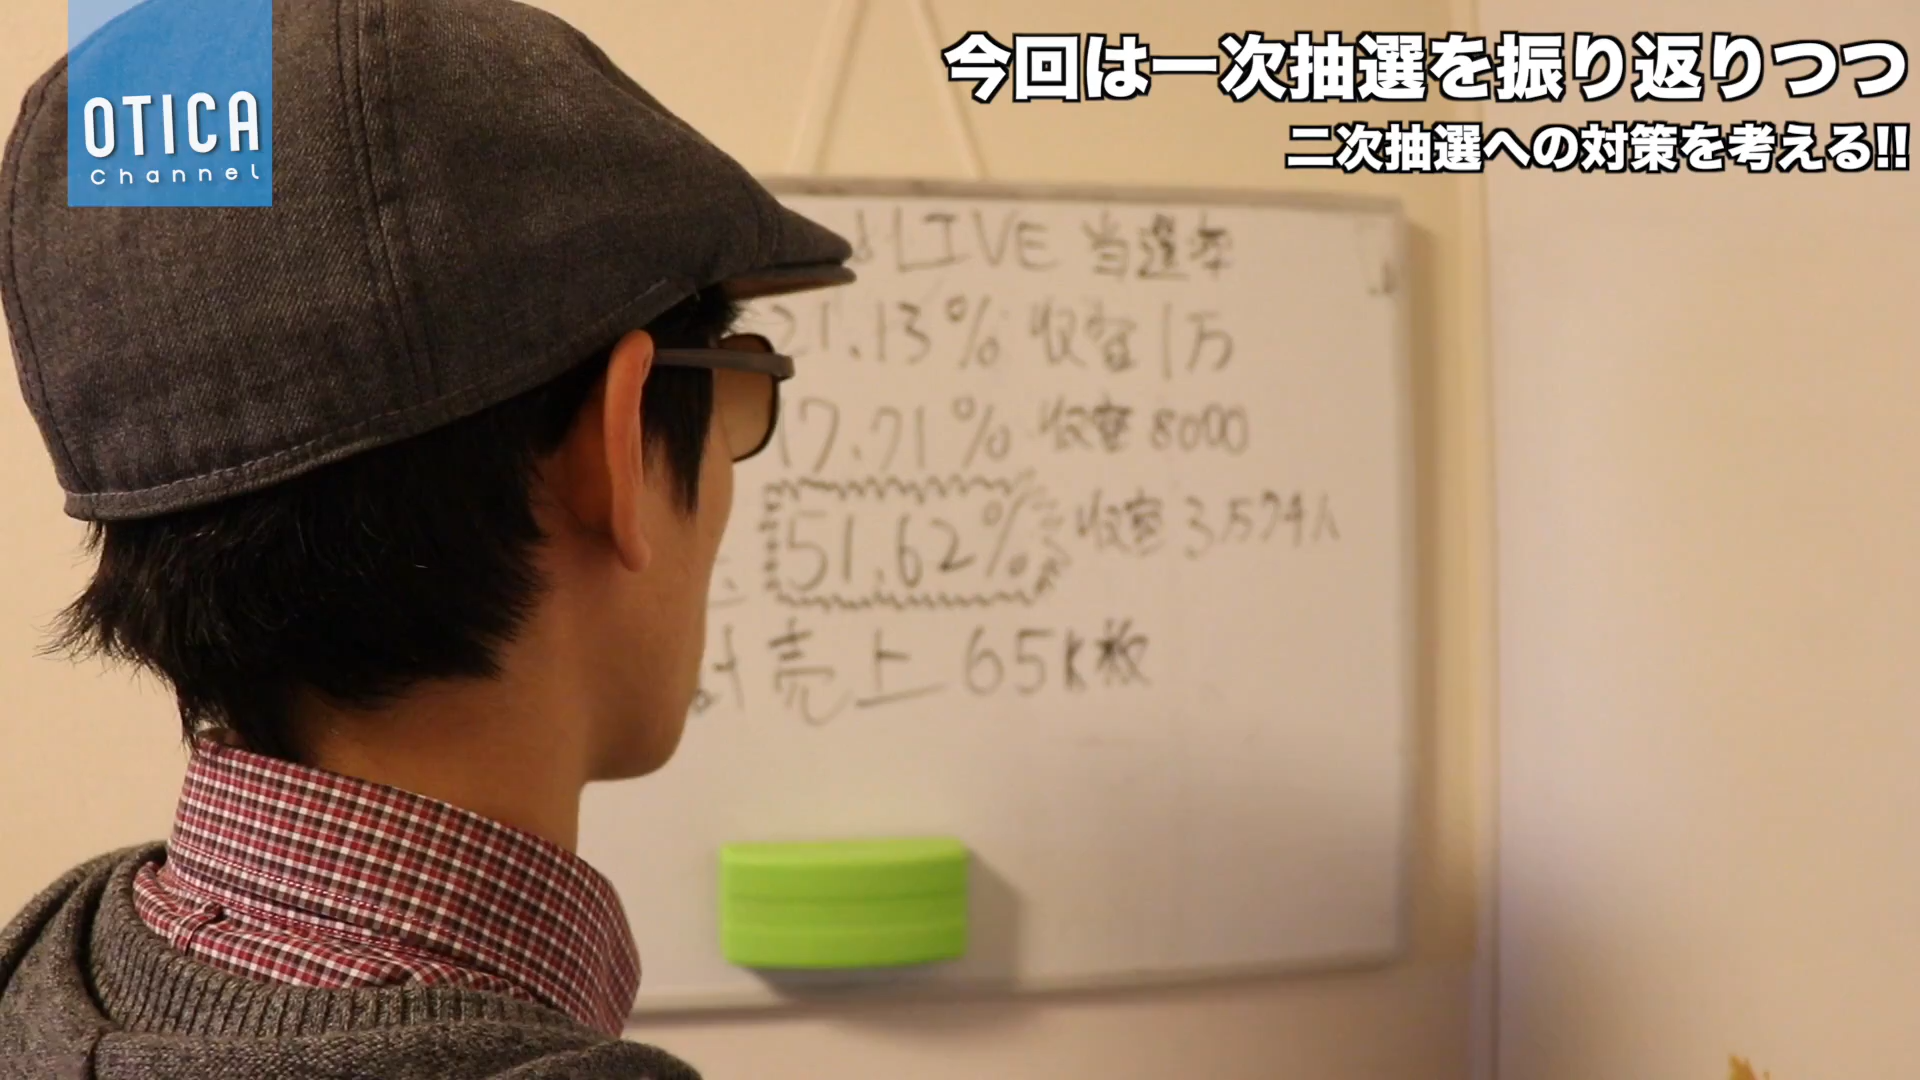 OTICA
Channel
今回は一次抽選を振り返りつつ
二次抽選への対策を考える!!
LIVE 当選率
21.13% 収容1万
17.71% 収容8000
51.62% 収容3万574人
計 売上 65k枚